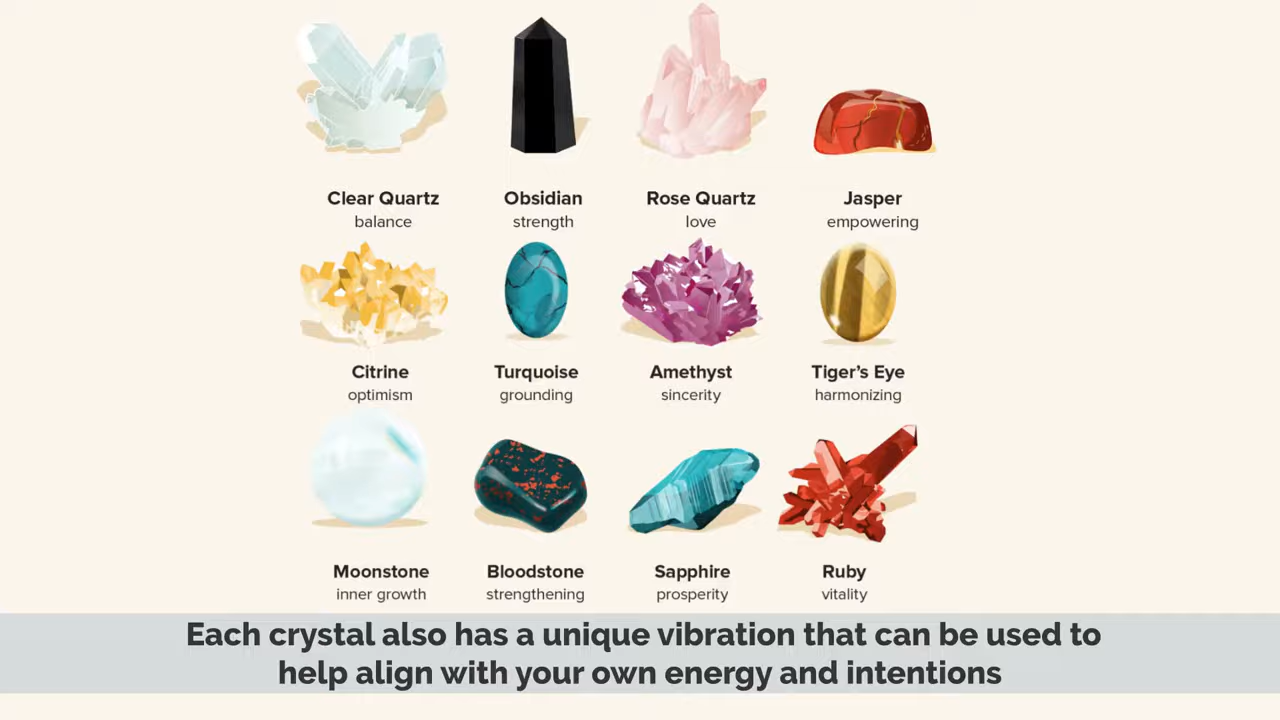 Clear Quartz
balance
Obsidian
strength
Rose Quartz
love
Jasper
empowering
Citrine
optimism
Turquoise
grounding
Amethyst
sincerity
Tiger's Eye
harmonizing
Moonstone
inner growth
Bloodstone
strengthening
Sapphire
prosperity
Ruby
vitality
Each crystal also has a unique vibration that can be used to
help align with your own energy and intentions